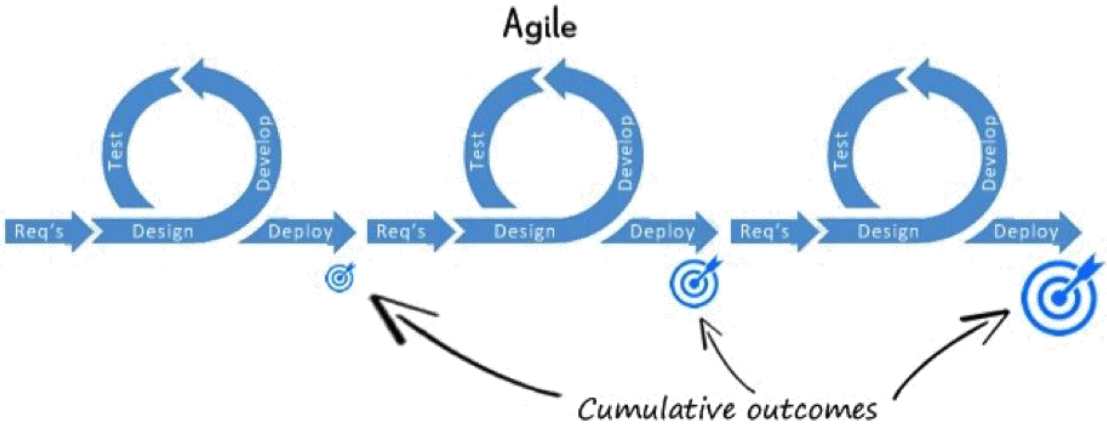 Agile
Test
Develop
Req's
Design
Deploy
Test
Develop
Req's
Design
Deploy
Test
Develop
Req's
Design
Deploy
Cumulative outcomes